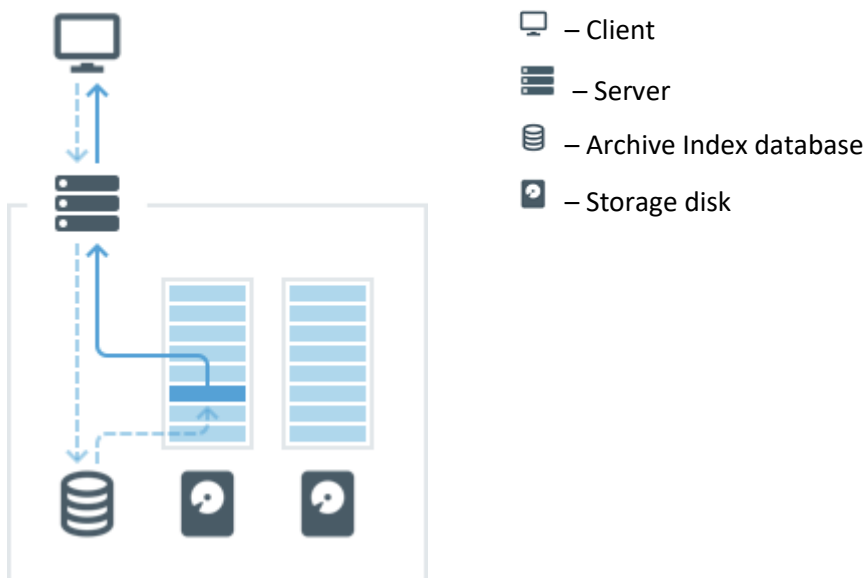 – Client
– Server
– Archive Index database
– Storage disk